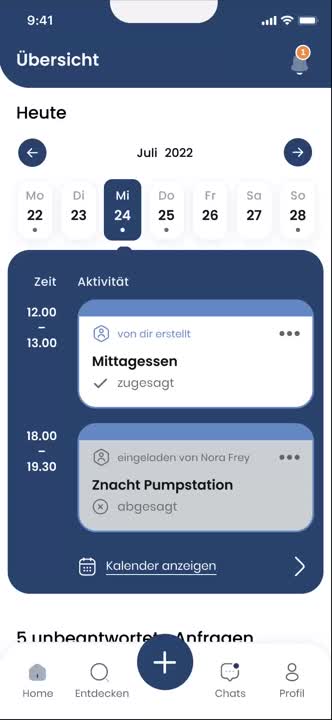 9:41
Übersicht
1
Heute
Juli 2022
Mo Di Mi Do Fr Sa So
22 23 24 25 26 27 28
Zeit Aktivität
12.00
–
13.00
von dir erstellt
Mittagessen
zugesagt
18.00
–
19.30
eingeladen von Nora Frey
Znacht Pumpstation
abgesagt
Kalender anzeigen
5 unbeantwortete Anfragen
Home Entdecken Chats Profil